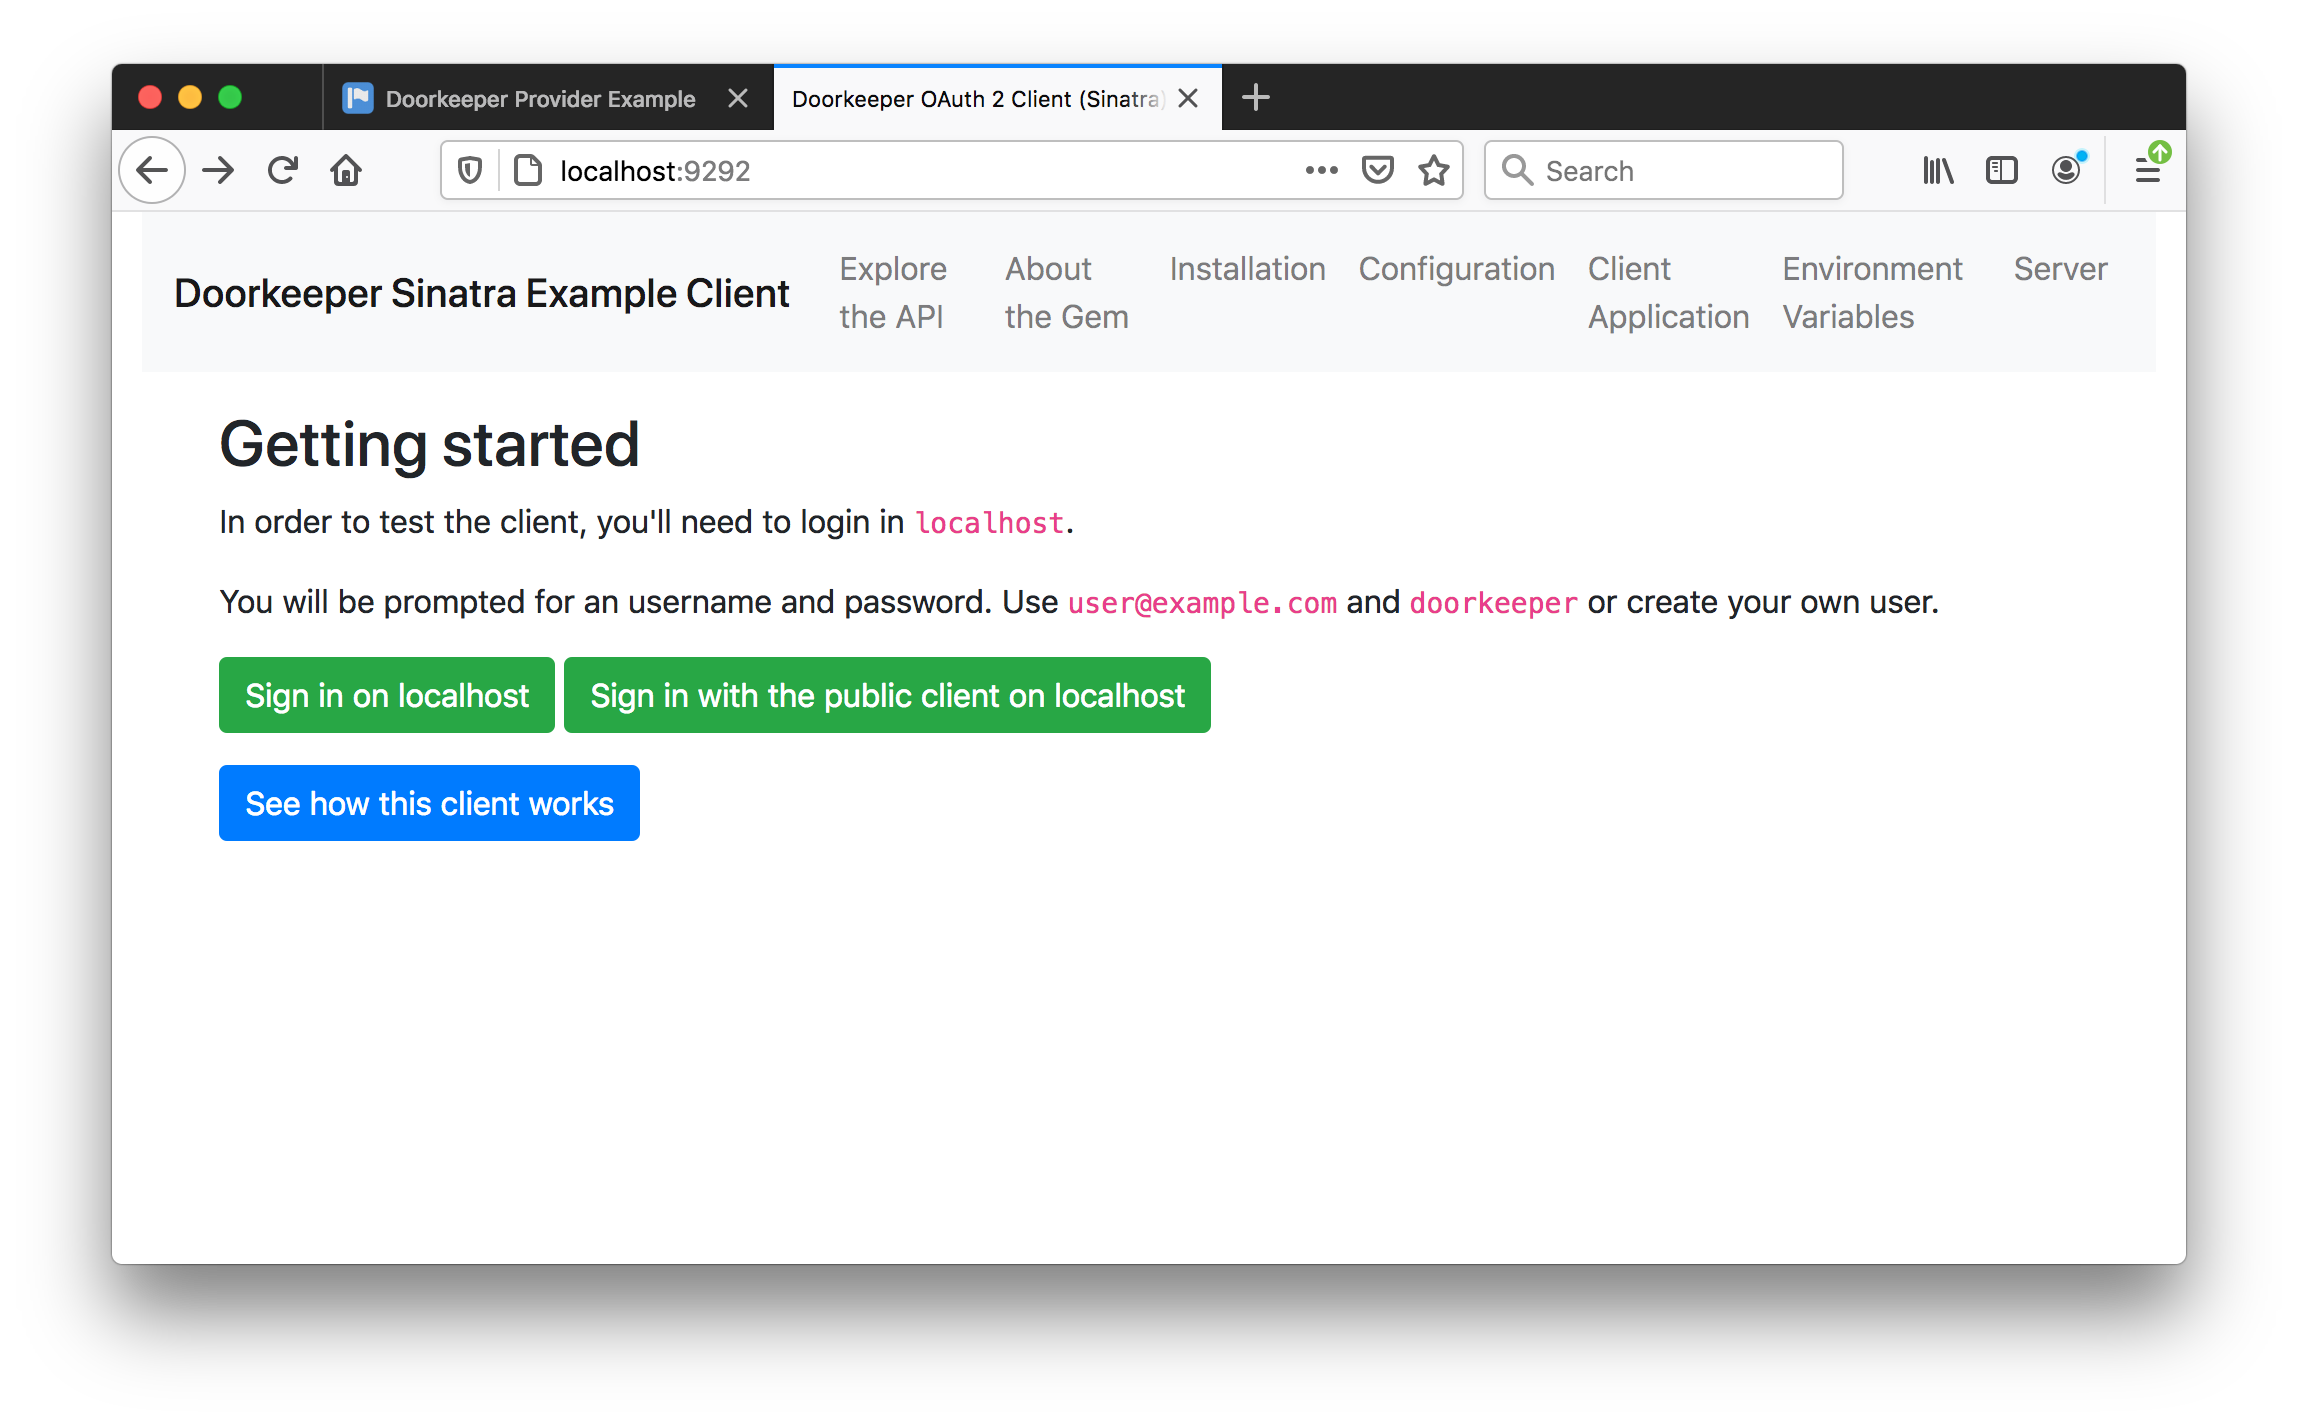 Doorkeeper Provider Example
Doorkeeper OAuth 2 Client (Sinatra)
localhost:9292
Search
Doorkeeper Sinatra Example Client
Explore the API
About the Gem
Installation
Configuration
Client Application
Environment Variables
Server
Getting started
In order to test the client, you'll need to login in localhost.
You will be prompted for an username and password. Use user@example.com and doorkeeper or create your own user.
Sign in on localhost
Sign in with the public client on localhost
See how this client works